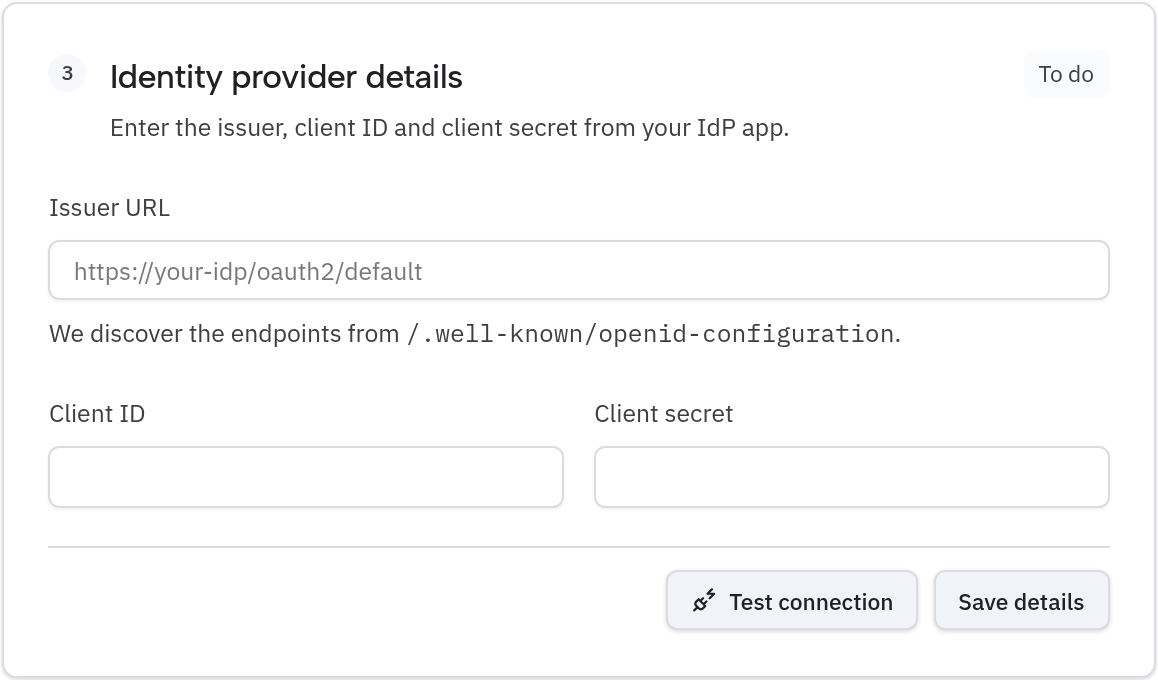 3
Identity provider details
To do
Enter the issuer, client ID and client secret from your IdP app.
Issuer URL
https://your-idp/oauth2/default
We discover the endpoints from /.well-known/openid-configuration.
Client ID
Client secret
Test connection
Save details